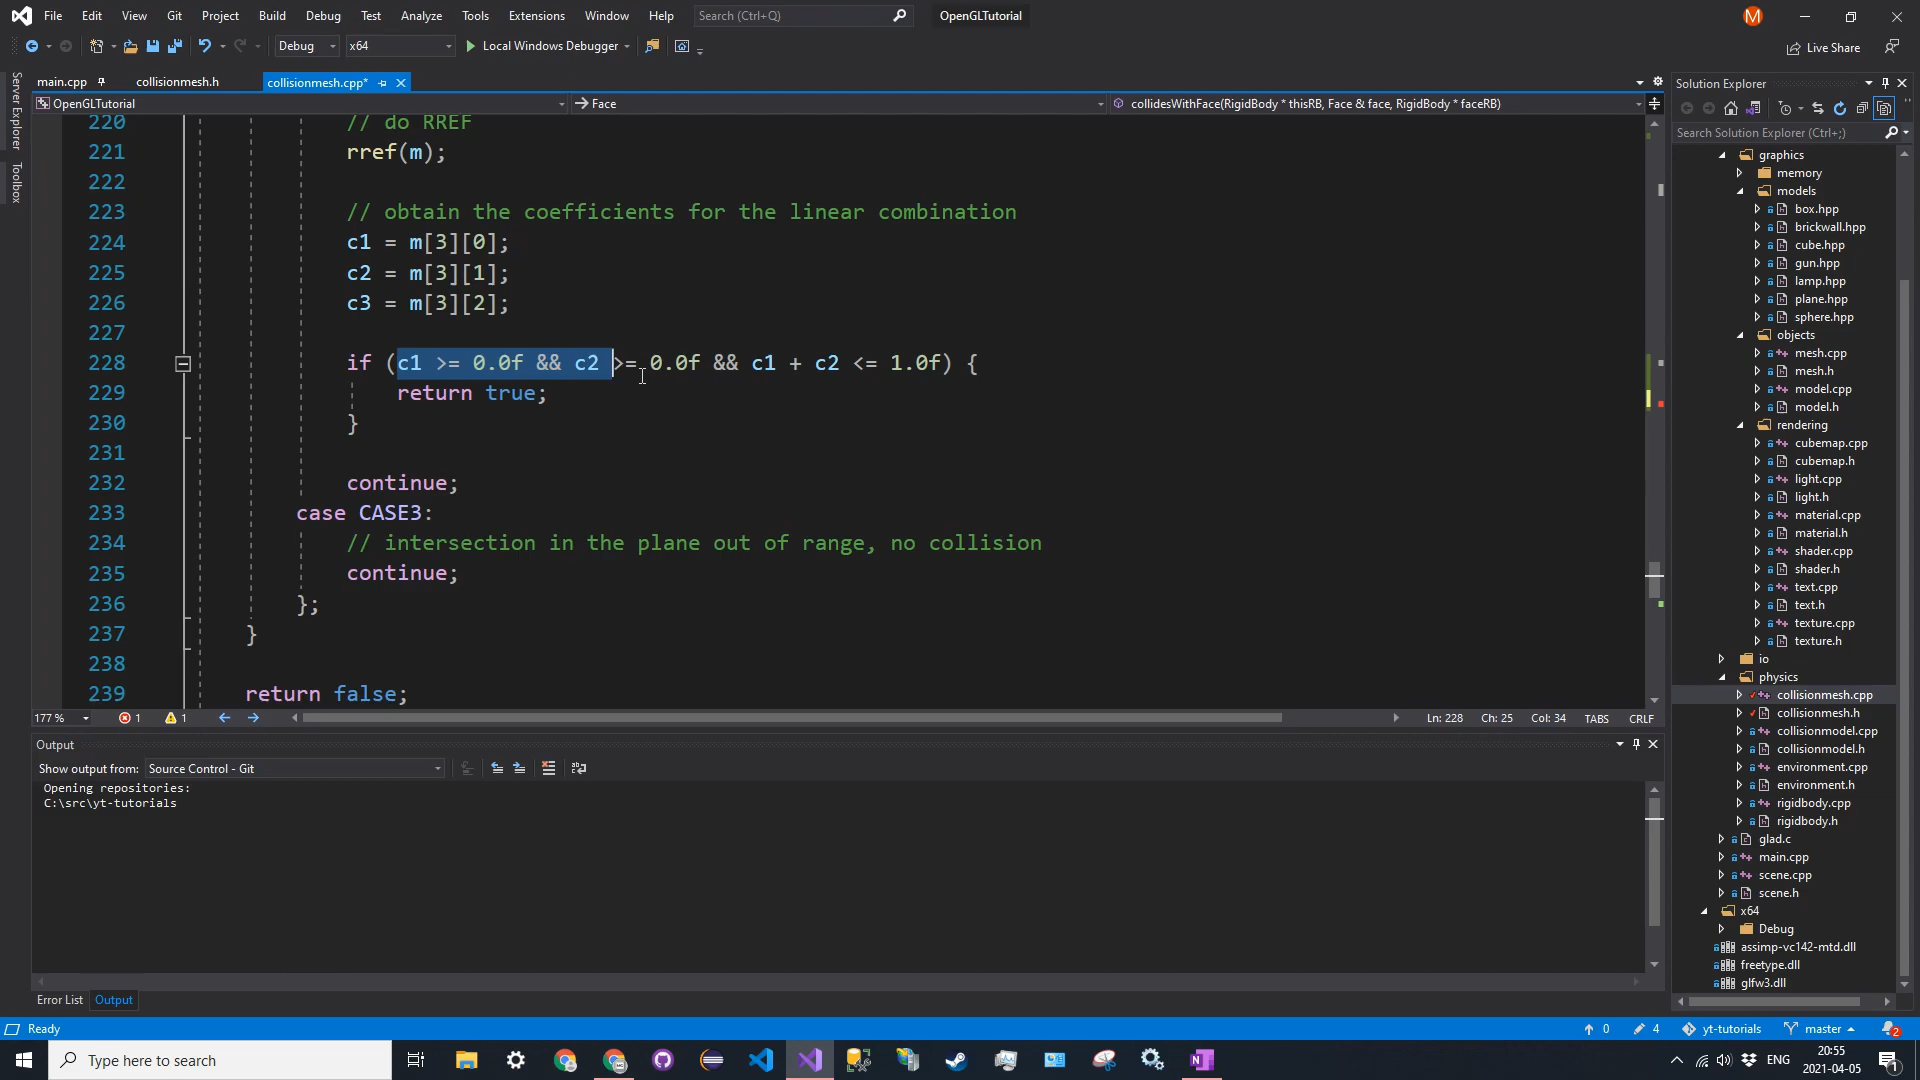 File Edit View Git Project Build Debug Test Analyze Tools Extensions Window Help Search (Ctrl+Q) OpenGLTutorial M
Debug x64 Local Windows Debugger Live Share
main.cpp collisionmesh.h collisionmesh.cpp*
OpenGLTutorial Face collidesWithFace(RigidBody * thisRB, Face & face, RigidBody * faceRB)
Server Explorer
Toolbox
220 // do RREF
221 rref(m);
222
223 // obtain the coefficients for the linear combination
224 c1 = m[3][0];
225 c2 = m[3][1];
226 c3 = m[3][2];
227
228 if (c1 >= 0.0f && c2 >= 0.0f && c1 + c2 <= 1.0f) {
229 return true;
230 }
231
232 continue;
233 case CASE3:
234 // intersection in the plane out of range, no collision
235 continue;
236 };
237 }
238
239 return false;
177 % 1 1 Ln: 228 Ch: 25 Col: 34 TABS CRLF
Output
Show output from: Source Control - Git
Opening repositories:
C:\src\yt-tutorials
Error List Output
Solution Explorer
Search Solution Explorer (Ctrl+;)
graphics
memory
models
box.hpp
brickwall.hpp
cube.hpp
gun.hpp
lamp.hpp
plane.hpp
sphere.hpp
objects
mesh.cpp
mesh.h
model.cpp
model.h
rendering
cubemap.cpp
cubemap.h
light.cpp
light.h
material.cpp
material.h
shader.cpp
shader.h
text.cpp
text.h
texture.cpp
texture.h
io
physics
collisionmesh.cpp
collisionmesh.h
collisionmodel.cpp
collisionmodel.h
environment.cpp
environment.h
rigidbody.cpp
rigidbody.h
glad.c
main.cpp
scene.cpp
scene.h
x64
Debug
assimp-vc142-mtd.dll
freetype.dll
glfw3.dll
Ready 0 4 yt-tutorials master 2
Type here to search ENG 20:55
2021-04-05 1